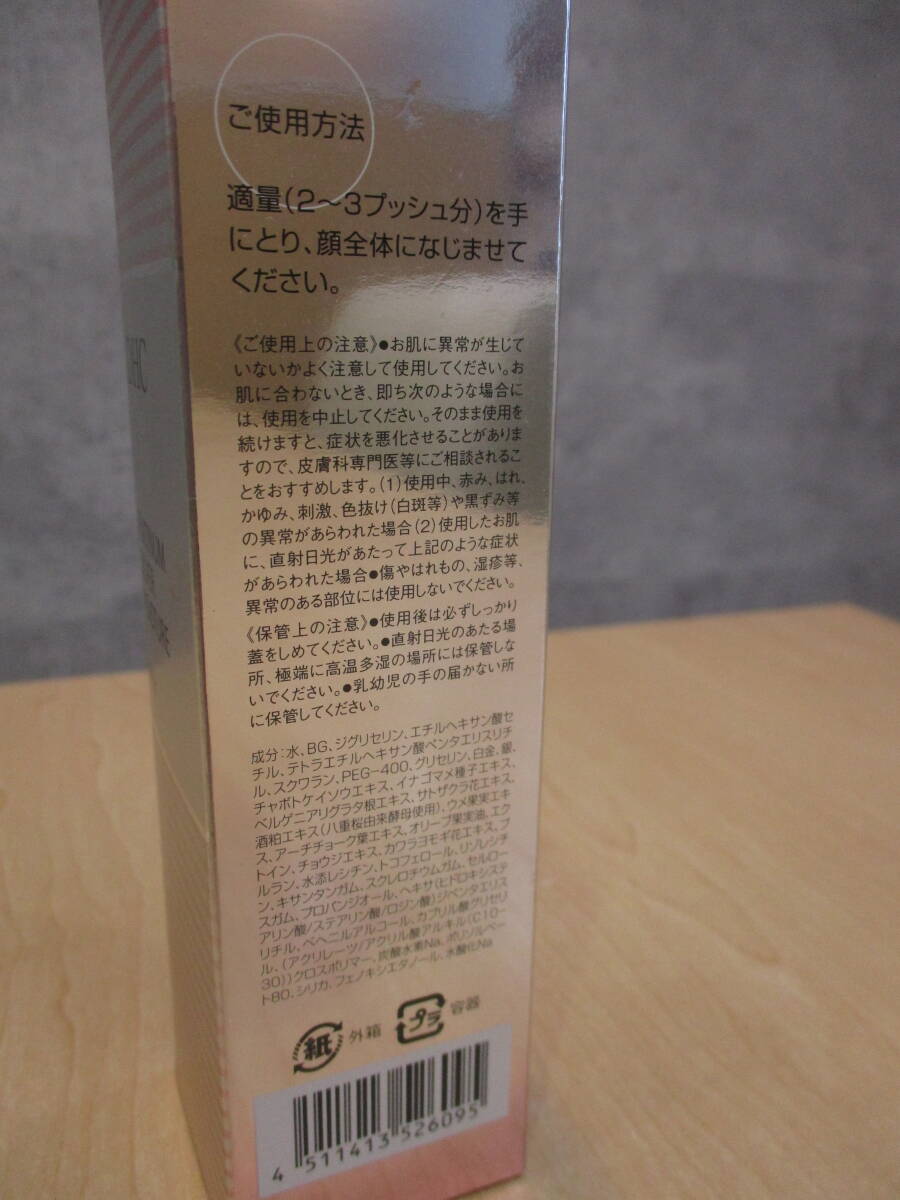 ご使用方法
適量(2〜3プッシュ分)を手
にとり、顔全体になじませて
ください。
《ご使用上の注意》●お肌に異常が生じて
いないかよく注意して使用してください。お
肌に合わないとき、即ち次のような場合に
は、使用を中止してください。そのまま使用を
続けますと、症状を悪化させることがありま
すので、皮膚科専門医等にご相談されるこ
とをおすすめします。(1)使用中、赤み、はれ、
かゆみ、刺激、色抜け(白斑等)や黒ずみ等
の異常があらわれた場合(2)使用したお肌
に、直射日光があたって上記のような症状
があらわれた場合●傷やはれもの、湿疹等、
異常のある部位には使用しないでください。
《保管上の注意》●使用後は必ずしっかり
蓋をしめてください。●直射日光のあたる場
所、極端に高温多湿の場所には保管しな
いでください。●乳幼児の手の届かない所
に保管してください。
成分：水、BG、ジグリセリン、エチルヘキサン酸セ
チル、テトラエチルヘキサン酸ペンタエリスリチ
ル、スクワラン、PEG-400、グリセリン、白金、銀、
チャボトケイソウエキス、イナゴマメ種子エキス、
ベルゲニアリグラタ根エキス、サトザクラ花エキス、
酒粕エキス(八重桜由来酵母使用)、ウメ果実エキ
ス、アーチチョーク葉エキス、オリーブ果実油、エク
トイン、チョウジエキス、カワラヨモギ花エキス、プ
ルラン、水添レシチン、トコフェロール、リゾレシチ
ン、キサンタンガム、スクレロチウムガム、セルロー
スガム、プロパンジオール、ヘキサ(ヒドロキシステ
アリン酸/ステアリン酸/ロジン酸)ジペンタエリス
リチル、ベヘニルアルコール、カプリル酸グリセリ
ル、(アクリレーツ/アクリル酸アルキル(C10-
30))クロスポリマー、炭酸水素Na、ポリソルベー
ト80、シリカ、フェノキシエタノール、水酸化Na
紙 外箱 プラ 容器
4 511413 526095
DHC